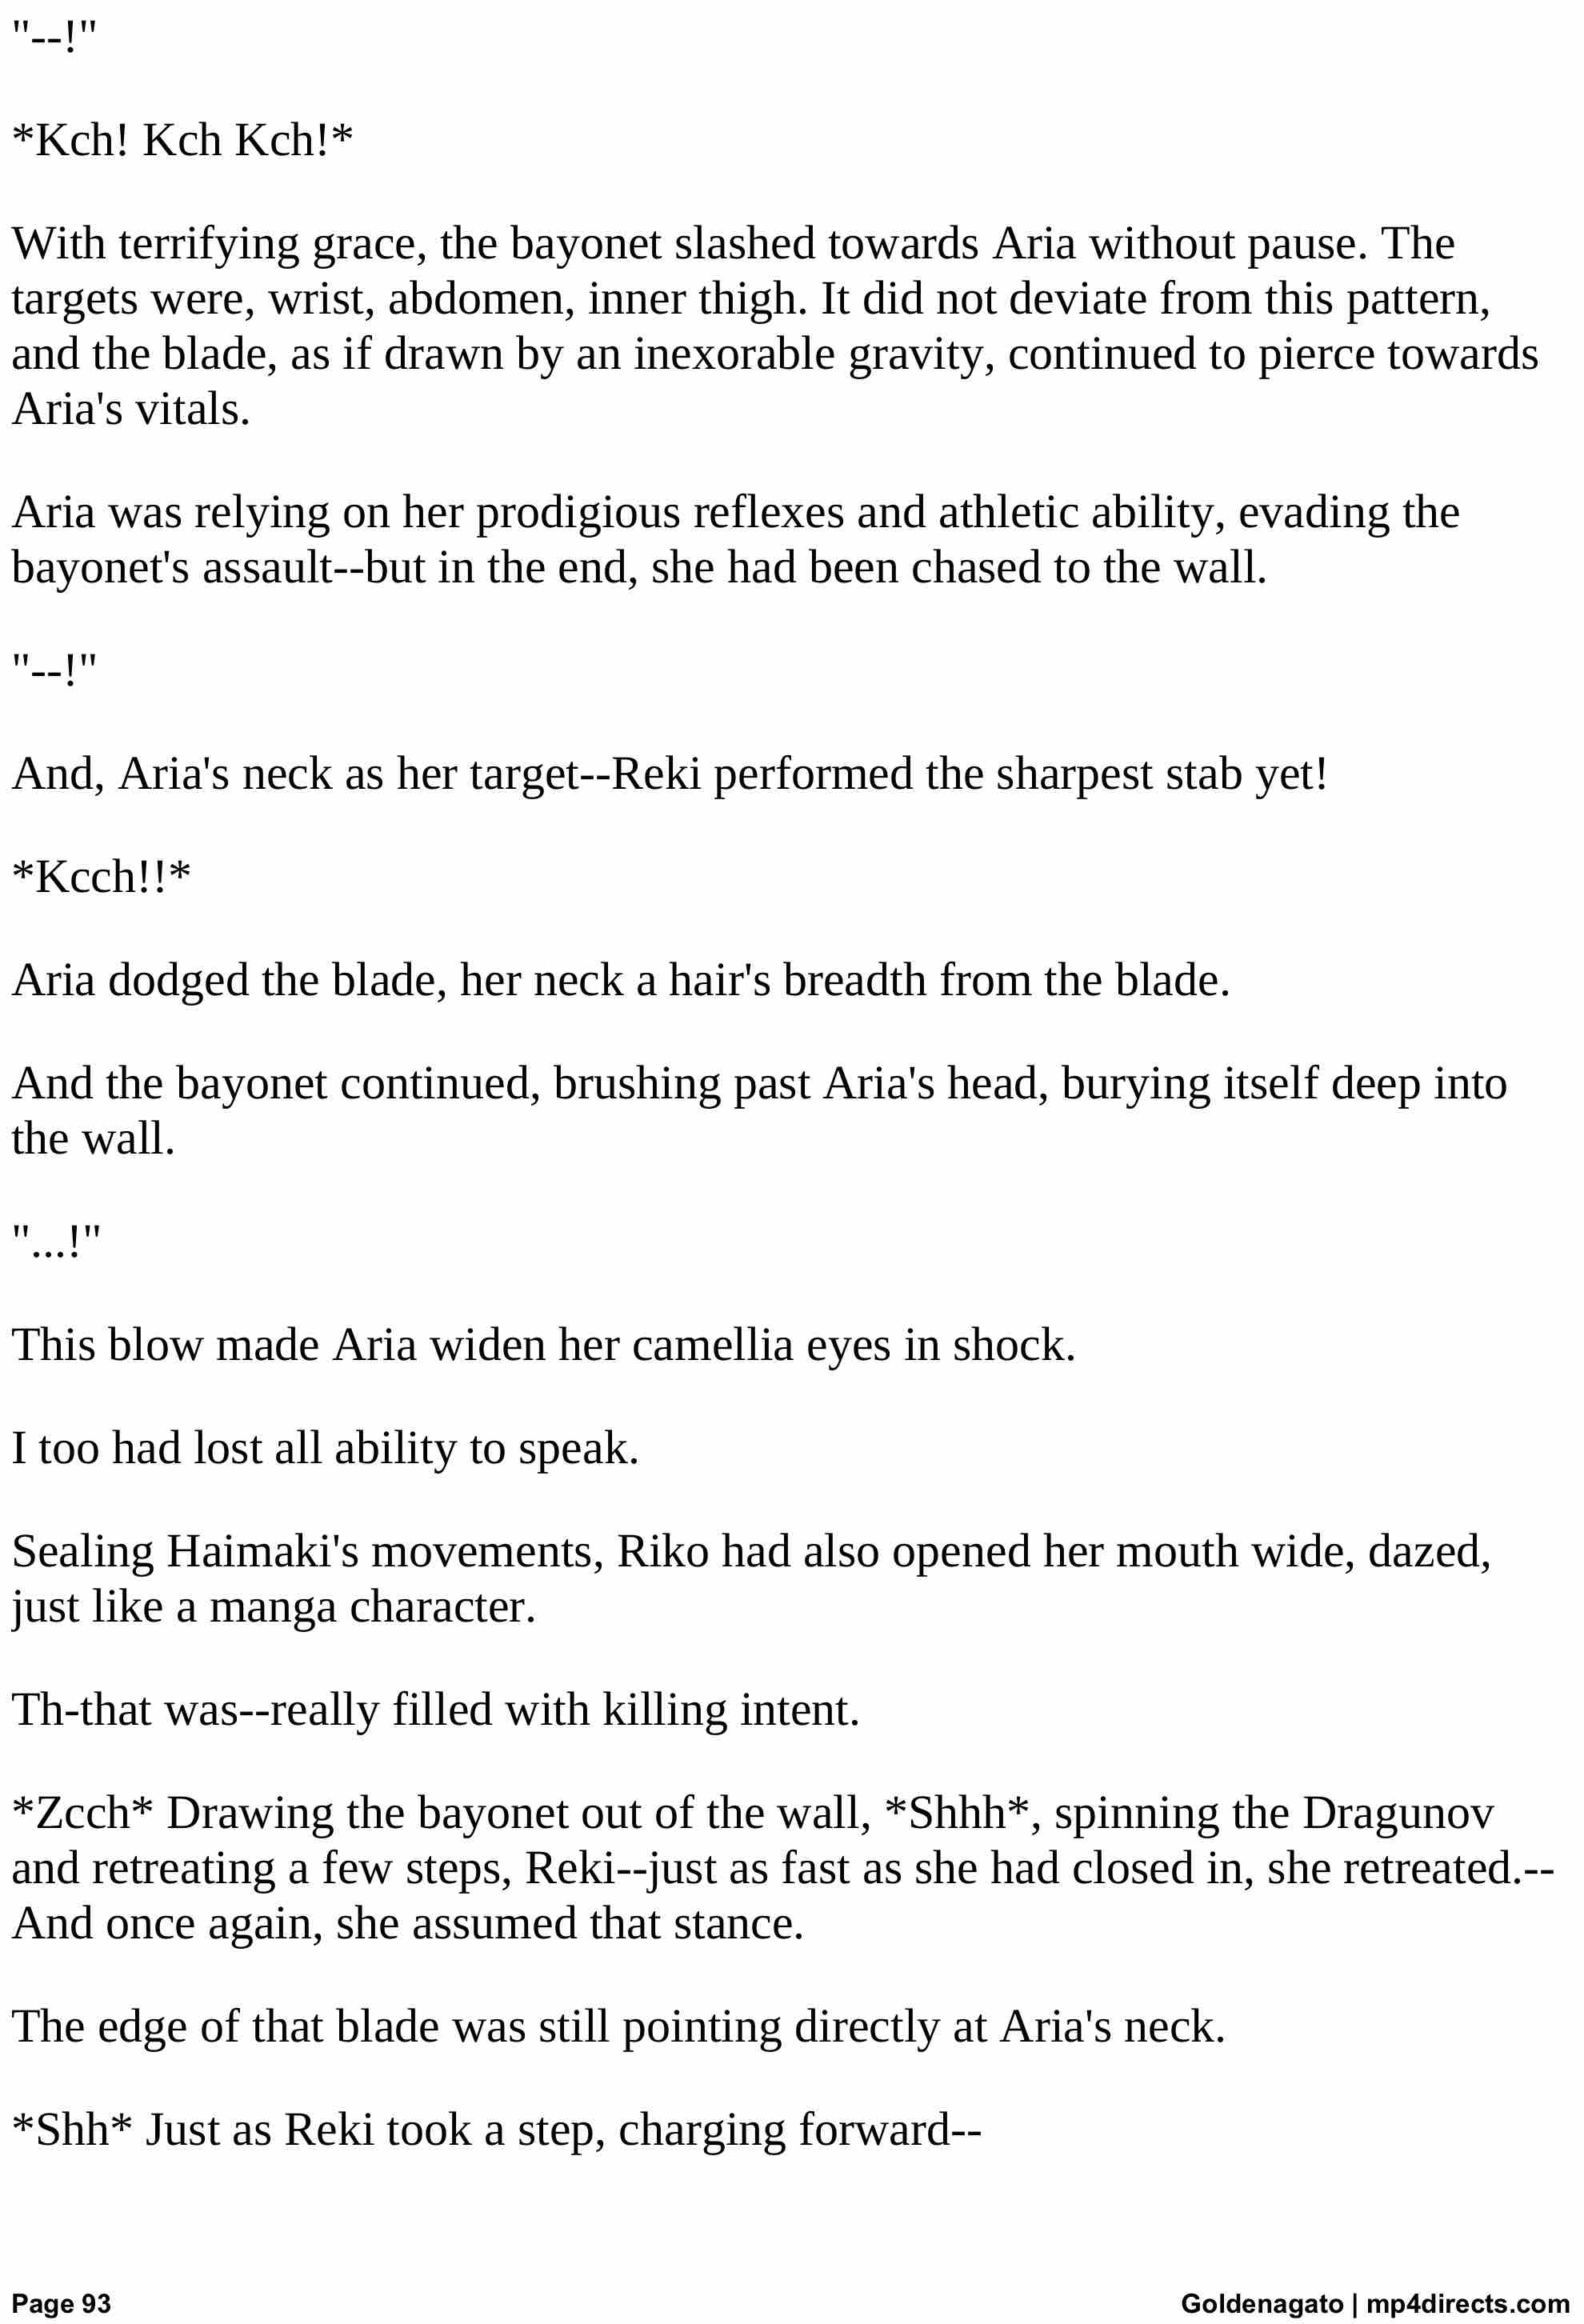 "--!"
*Kch! Kch Kch!*
With terrifying grace, the bayonet slashed towards Aria without pause. The
targets were, wrist, abdomen, inner thigh. It did not deviate from this pattern,
and the blade, as if drawn by an inexorable gravity, continued to pierce towards
Aria's vitals.
Aria was relying on her prodigious reflexes and athletic ability, evading the
bayonet's assault--but in the end, she had been chased to the wall.
"--!"
And, Aria's neck as her target--Reki performed the sharpest stab yet!
*Kcch!!*
Aria dodged the blade, her neck a hair's breadth from the blade.
And the bayonet continued, brushing past Aria's head, burying itself deep into
the wall.
"...!"
This blow made Aria widen her camellia eyes in shock.
I too had lost all ability to speak.
Sealing Haimaki's movements, Riko had also opened her mouth wide, dazed,
just like a manga character.
Th-that was--really filled with killing intent.
*Zcch* Drawing the bayonet out of the wall, *Shhh*, spinning the Dragunov
and retreating a few steps, Reki--just as fast as she had closed in, she retreated.--
And once again, she assumed that stance.
The edge of that blade was still pointing directly at Aria's neck.
*Shh* Just as Reki took a step, charging forward--
Page 93
Goldenagato | mp4directs.com